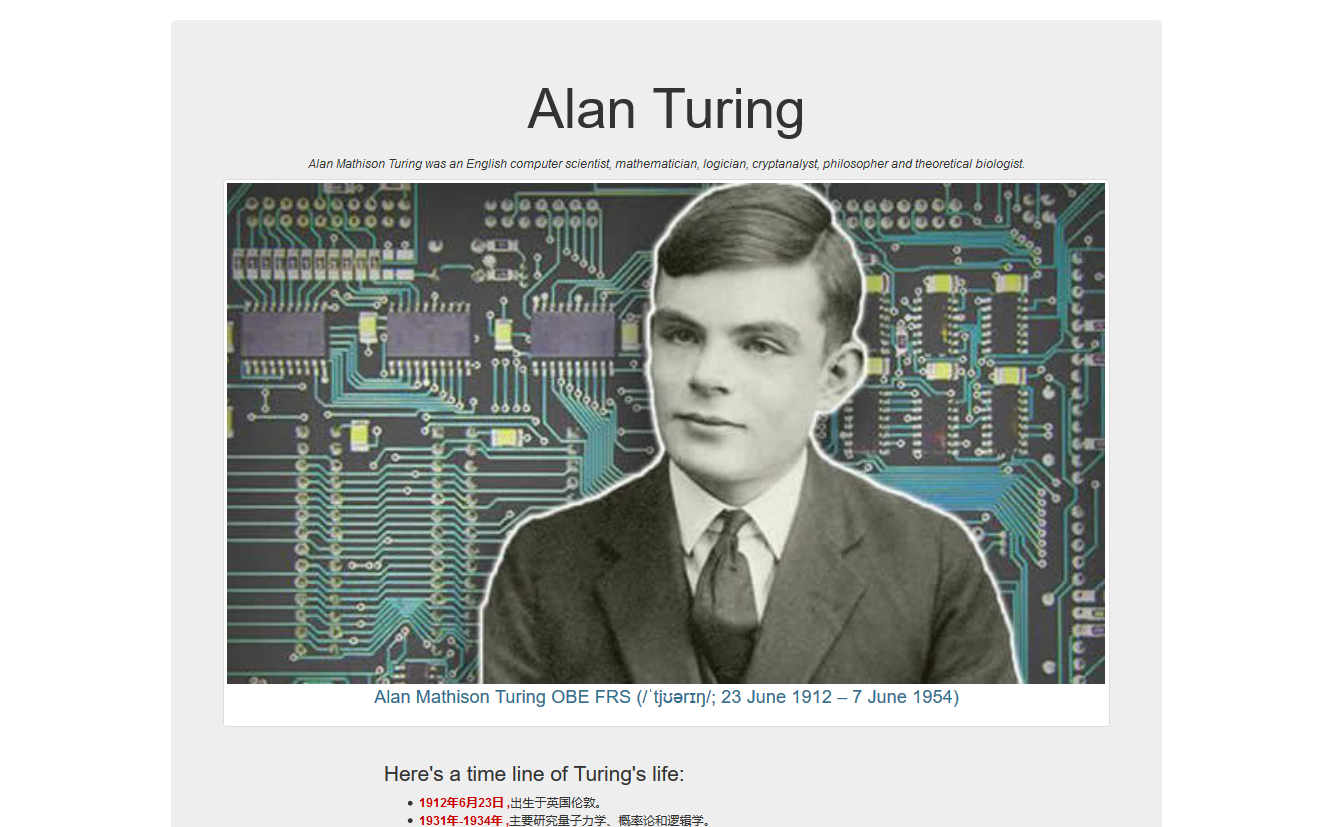 Alan Turing
Alan Mathison Turing was an English computer scientist, mathematician, logician, cryptanalyst, philosopher and theoretical biologist.
Alan Mathison Turing OBE FRS (/ˈtjʊərɪŋ/; 23 June 1912 – 7 June 1954)
Here's a time line of Turing's life:
• 1912年6月23日 ,出生于英国伦敦。
• 1931年-1934年 ,主要研究量子力学、概率论和逻辑学。